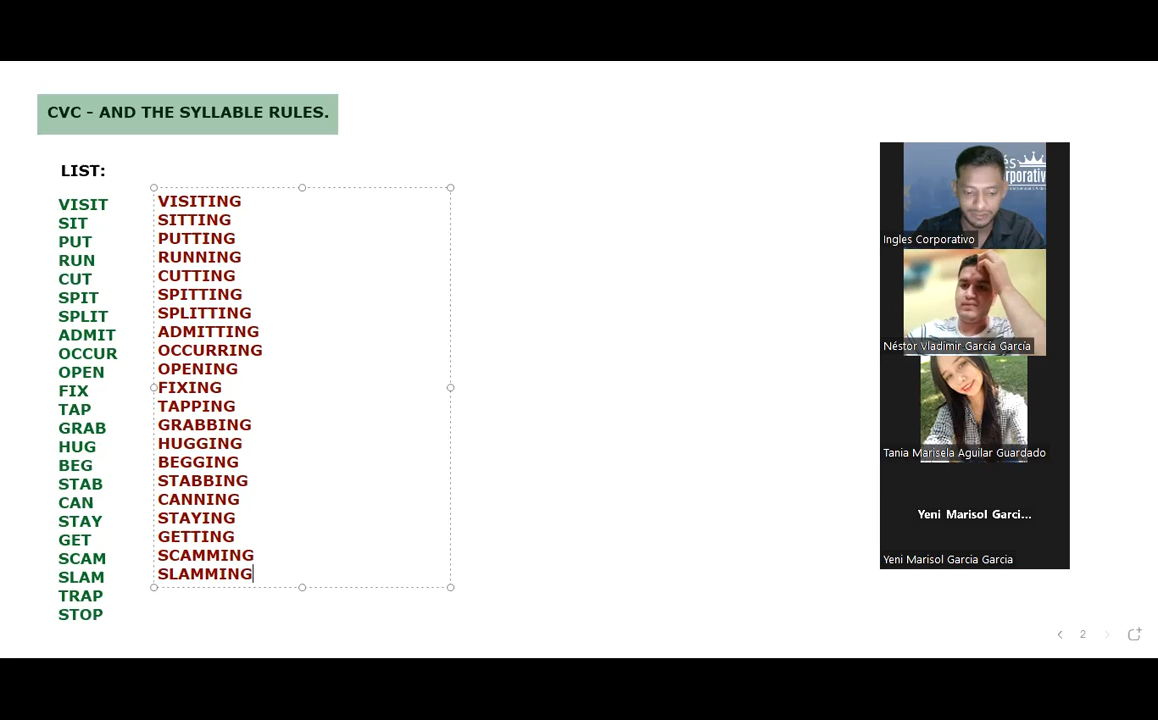 CVC - AND THE SYLLABLE RULES.
LIST:
VISIT
SIT
PUT
RUN
CUT
SPIT
SPLIT
ADMIT
OCCUR
OPEN
FIX
TAP
GRAB
HUG
BEG
STAB
CAN
STAY
GET
SCAM
SLAM
TRAP
STOP
VISITING
SITTING
PUTTING
RUNNING
CUTTING
SPITTING
SPLITTING
ADMITTING
OCCURRING
OPENING
FIXING
TAPPING
GRABBING
HUGGING
BEGGING
STABBING
CANNING
STAYING
GETTING
SCAMMING
SLAMMING
Ingles Corporativo
Néstor Vladimir García García
Tania Marisela Aguilar Guardado
Yeni Marisol Garci...
Yeni Marisol Garcia Garcia
2